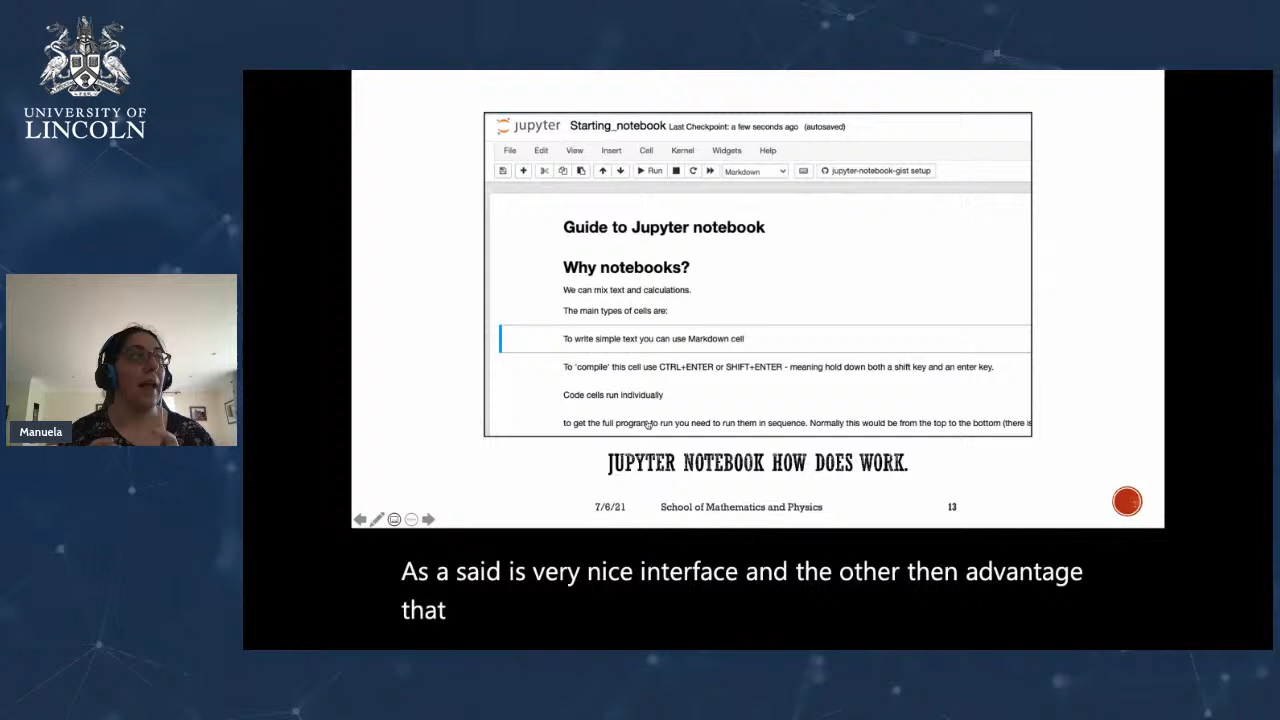 UNIVERSITY OF
LINCOLN
Manuela
jupyter Starting_notebook Last Checkpoint: a few seconds ago (autosaved)
File Edit View Insert Cell Kernel Widgets Help
Run Markdown jupyter-notebook-gist setup
Guide to Jupyter notebook
Why notebooks?
We can mix text and calculations.
The main types of cells are:
To write simple text you can use Markdown cell
To 'compile' this cell use CTRL+ENTER or SHIFT+ENTER - meaning hold down both a shift key and an enter key.
Code cells run individually
to get the full program to run you need to run them in sequence. Normally this would be from the top to the bottom (there is
JUPYTER NOTEBOOK HOW DOES WORK.
7/6/21 School of Mathematics and Physics 13
As a said is very nice interface and the other then advantage
that